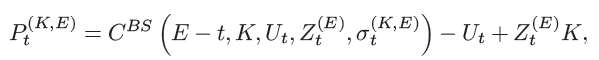 $P_t^{(K,E)} = C^{BS}\left(E - t, K, U_t, Z_t^{(E)}, \sigma_t^{(K,E)}\right) - U_t + Z_t^{(E)} K,$